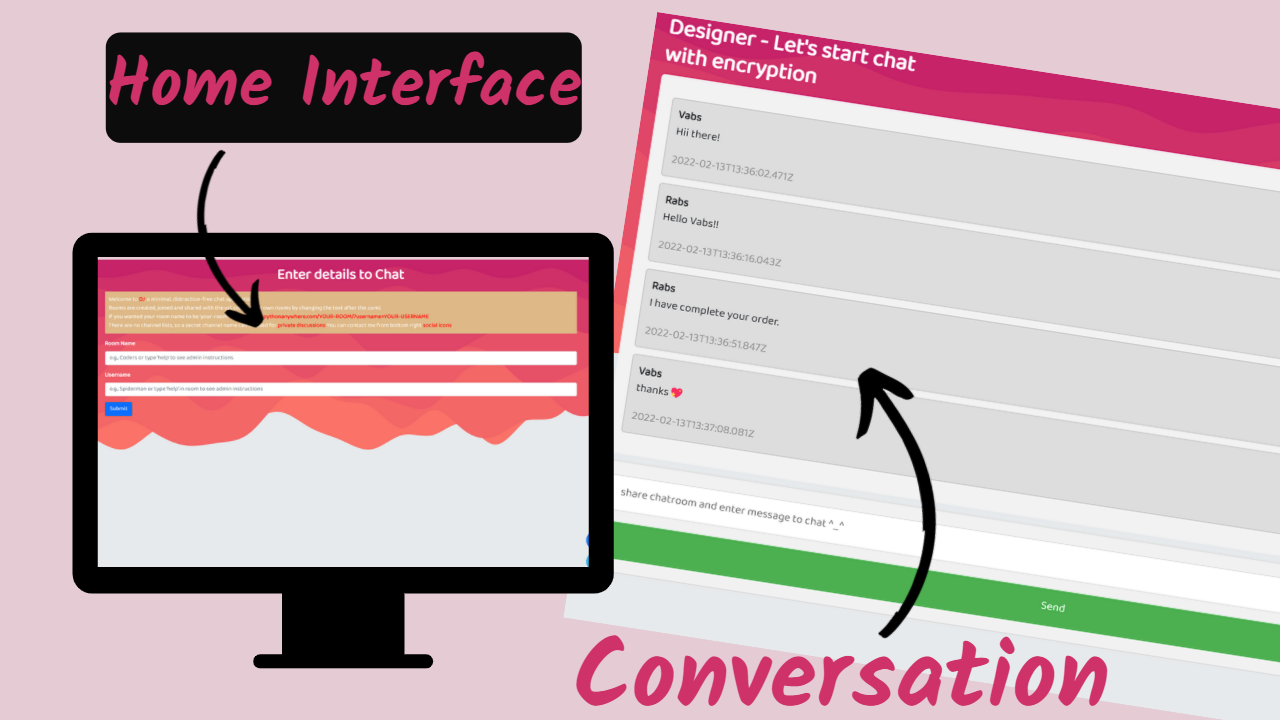 Home Interface
Enter details to Chat
Welcome to DJ a minimal, distraction-free chat
Rooms are created, joined and shared with the own rooms by changing the text after the same).
If you wanted your room name to be 'your pythonanywhere.com/YOUR-ROOM/?username=YOUR-USERNAME
There are no channel lists, so a secret channel name can for private discussions. You can contact me from bottom right social icons
Room Name
e.g., Coders or type 'help' to see admin instructions
Username
e.g., Spiderman or type 'help' in room to see admin instructions
Submit
Designer - Let's start chat
with encryption
Vabs
Hii there!
2022-02-13T13:36:02.471Z
Rabs
Hello Vabs!!
2022-02-13T13:36:16.043Z
Rabs
I have complete your order.
2022-02-13T13:36:51.847Z
Vabs
thanks 💖
2022-02-13T13:37:08.081Z
share chatroom and enter message to chat ^_^
Send
Conversation